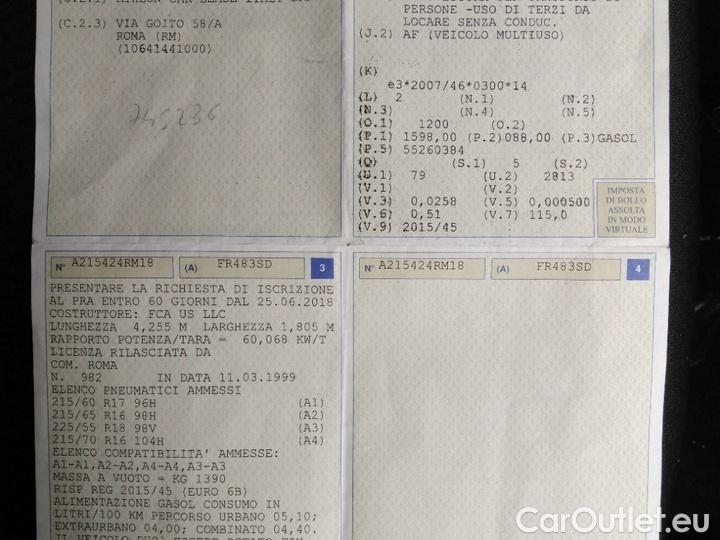 (C.2.3) VIA GOITO 58/A
ROMA (RM)
(10641441000)
745236
PERSONE -USO DI TERZI DA
LOCARE SENZA CONDUC.
(J.2) AF (VEICOLO MULTIUSO)
(K)
e3*2007/46*0300*14
(L) 2 (N.1) (N.2)
(N.3) (N.4) (N.5)
(O.1) 1200 (O.2)
(P.1) 1598,00 (P.2)088,00 (P.3)GASOL
(P.5) 55260384
(Q) (S.1) 5 (S.2)
(U.1) 79 (U.2) 2813
(V.1) (V.2)
(V.3) 0,0258 (V.5) 0,000500
(V.6) 0,51 (V.7) 115,0
(V.9) 2015/45
IMPOSTA
DI BOLLO
ASSOLTA
IN MODO
VIRTUALE
N° A215424RM18 (A) FR483SD 3
PRESENTARE LA RICHIESTA DI ISCRIZIONE
AL PRA ENTRO 60 GIORNI DAL 25.06.2018
COSTRUTTORE: FCA US LLC
LUNGHEZZA 4,255 M LARGHEZZA 1,805 M
RAPPORTO POTENZA/TARA = 60,068 KW/T
LICENZA RILASCIATA DA
COM. ROMA
N. 982 IN DATA 11.03.1999
ELENCO PNEUMATICI AMMESSI
215/60 R17 96H (A1)
215/65 R16 98H (A2)
225/55 R18 98V (A3)
215/70 R16 104H (A4)
ELENCO COMPATIBILITA' AMMESSE:
A1-A1,A2-A2,A4-A4,A3-A3
MASSA A VUOTO = KG 1390
RISP REG 2015/45 (EURO 6B)
ALIMENTAZIONE GASOL CONSUMO IN
LITRI/100 KM PERCORSO URBANO 05,10;
EXTRAURBANO 04,00; COMBINATO 04,40.
N° A215424RM18 (A) FR483SD 4
CarOutlet.eu